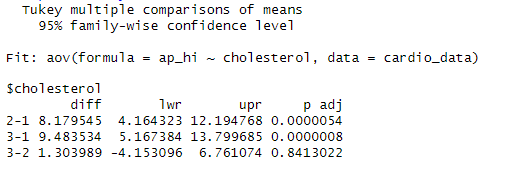 Tukey multiple comparisons of means
95% family-wise confidence level
Fit: aov(formula = ap_hi ~ cholesterol, data = cardio_data)
$cholesterol
diff lwr upr p adj
2-1 8.179545 4.164323 12.194768 0.0000054
3-1 9.483534 5.167384 13.799685 0.0000008
3-2 1.303989 -4.153096 6.761074 0.8413022